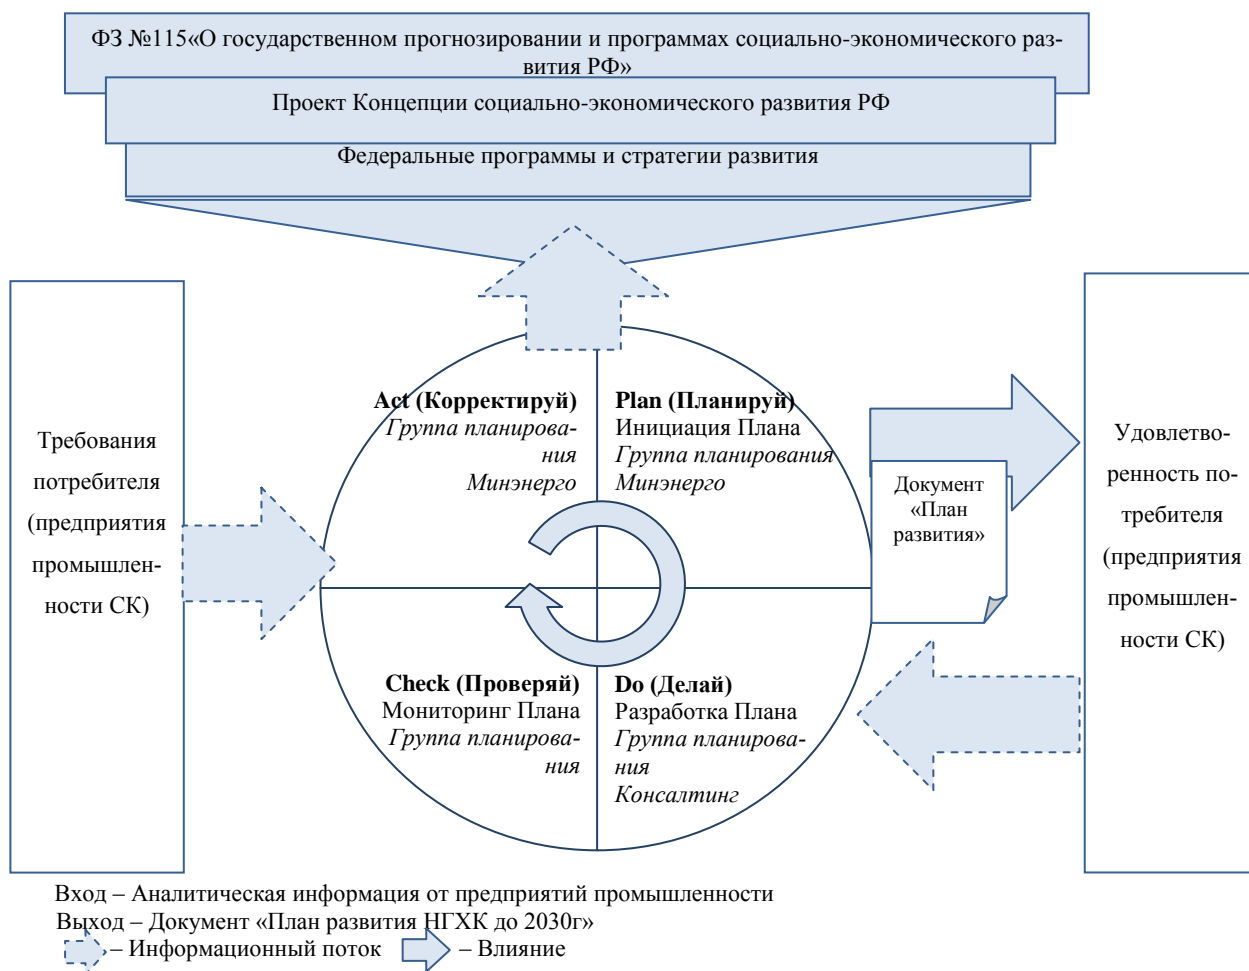 ФЗ №115«О государственном прогнозировании и программах социально-экономического раз-
вития РФ»
Проект Концепции социально-экономического развития РФ
Федеральные программы и стратегии развития
Требования
потребителя
(предприятия
промышлен-
ности СК)
Act (Корректируй)
Группа планирова-
ния
Минэнерго
Plan (Планируй)
Инициация Плана
Группа планирования
Минэнерго
Check (Проверяй)
Мониторинг Плана
Группа планирова-
ния
Do (Делай)
Разработка Плана
Группа планирова-
ния
Консалтинг
Документ
«План
развития»
Удовлетво-
ренность по-
требителя
(предприятия
промышлен-
ности СК)
Вход – Аналитическая информация от предприятий промышленности
Выход – Документ «План развития НГХК до 2030г»
– Информационный поток – Влияние